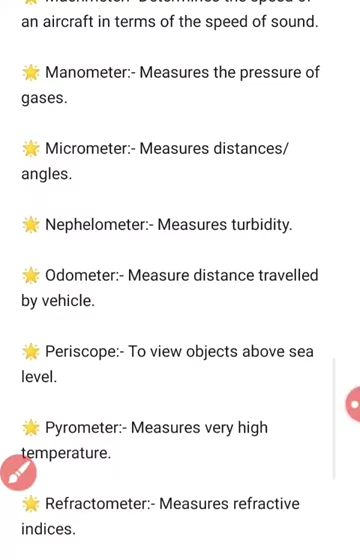 an aircraft in terms of the speed of sound.
🌟 Manometer:- Measures the pressure of
gases.
🌟 Micrometer:- Measures distances/
angles.
🌟 Nephelometer:- Measures turbidity.
🌟 Odometer:- Measure distance travelled
by vehicle.
🌟 Periscope:- To view objects above sea
level.
🌟 Pyrometer:- Measures very high
temperature.
🌟 Refractometer:- Measures refractive
indices.